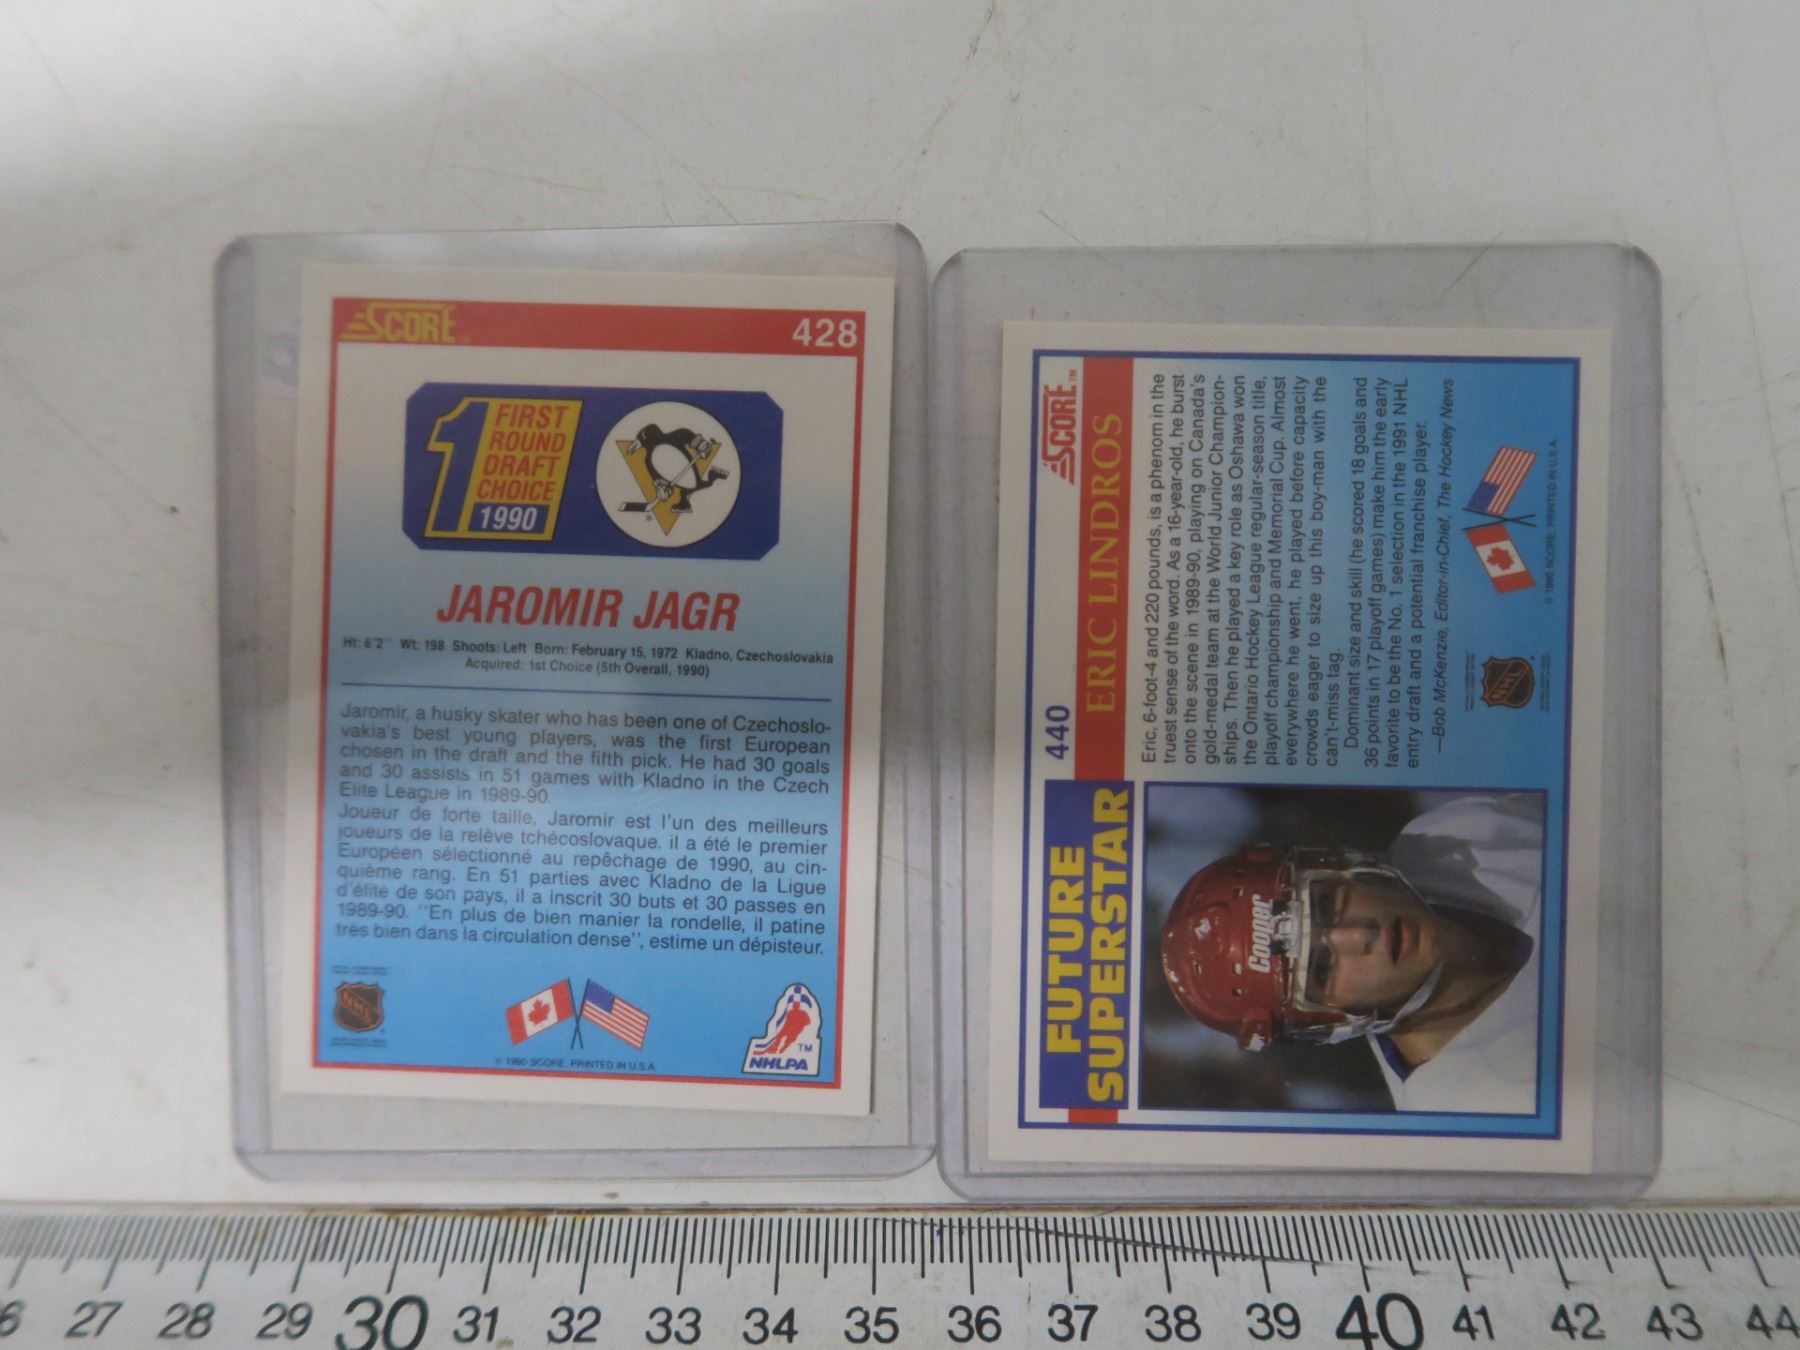 SCORE
428
1
FIRST
ROUND
DRAFT
CHOICE
1990
JAROMIR JAGR
Ht: 6'2" Wt: 198 Shoots: Left Born: February 15, 1972 Kladno, Czechoslovakia
Acquired: 1st Choice (5th Overall, 1990)
Jaromir, a husky skater who has been one of Czechoslo-
vakia's best young players, was the first European
chosen in the draft and the fifth pick. He had 30 goals
and 30 assists in 51 games with Kladno in the Czech
Elite League in 1989-90.
Joueur de forte taille, Jaromir est l'un des meilleurs
joueurs de la relève tchécoslovaque. il a été le premier
Européen sélectionné au repêchage de 1990, au cin-
quième rang. En 51 parties avec Kladno de la Ligue
d'élite de son pays, il a inscrit 30 buts et 30 passes en
1989-90. "En plus de bien manier la rondelle, il patine
très bien dans la circulation dense", estime un dépisteur.
NHL
NHLPA
TM
© 1990 SCORE, PRINTED IN U.S.A.
FUTURE
SUPERSTAR
440
SCORE TM
ERIC LINDROS
Eric, 6-foot-4 and 220 pounds, is a phenom in the
truest sense of the word. As a 16-year-old, he burst
onto the scene in 1989-90, playing on Canada's
gold-medal team at the World Junior Champion-
ships. Then he played a key role as Oshawa won
the Ontario Hockey League regular-season title,
playoff championship and Memorial Cup. Almost
everywhere he went, he played before capacity
crowds eager to size up this boy-man with the
can't-miss tag.
Dominant size and skill (he scored 18 goals and
36 points in 17 playoff games) make him the early
favorite to be the No. 1 selection in the 1991 NHL
entry draft and a potential franchise player.
—Bob McKenzie, Editor-in-Chief, The Hockey News
Cooper
NHL
© 1990 SCORE, PRINTED IN U.S.A.
6 27 28 29 30 31 32 33 34 35 36 37 38 39 40 41 42 43 44